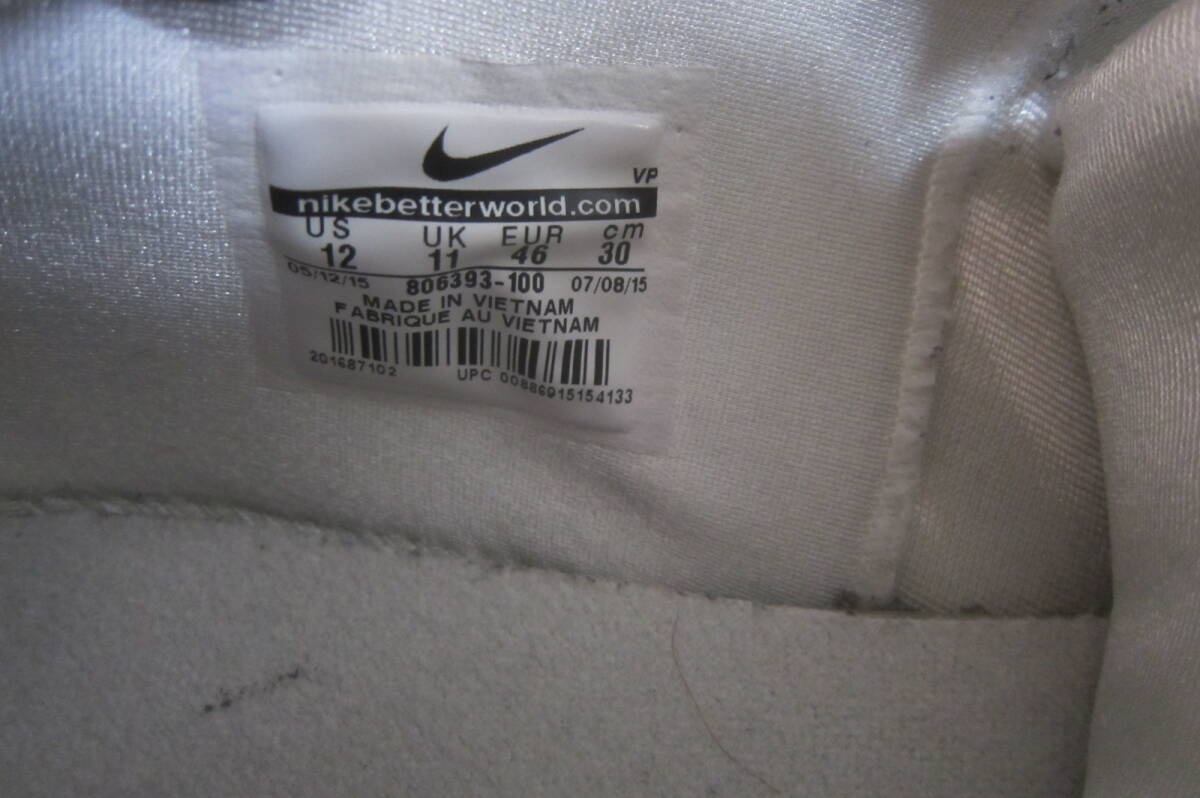 VP
nikebetterworld.com
US UK EUR cm
12 11 46 30
05/12/15 806393-100 07/08/15
MADE IN VIETNAM
FABRIQUE AU VIETNAM
201687102 UPC 00886915154133